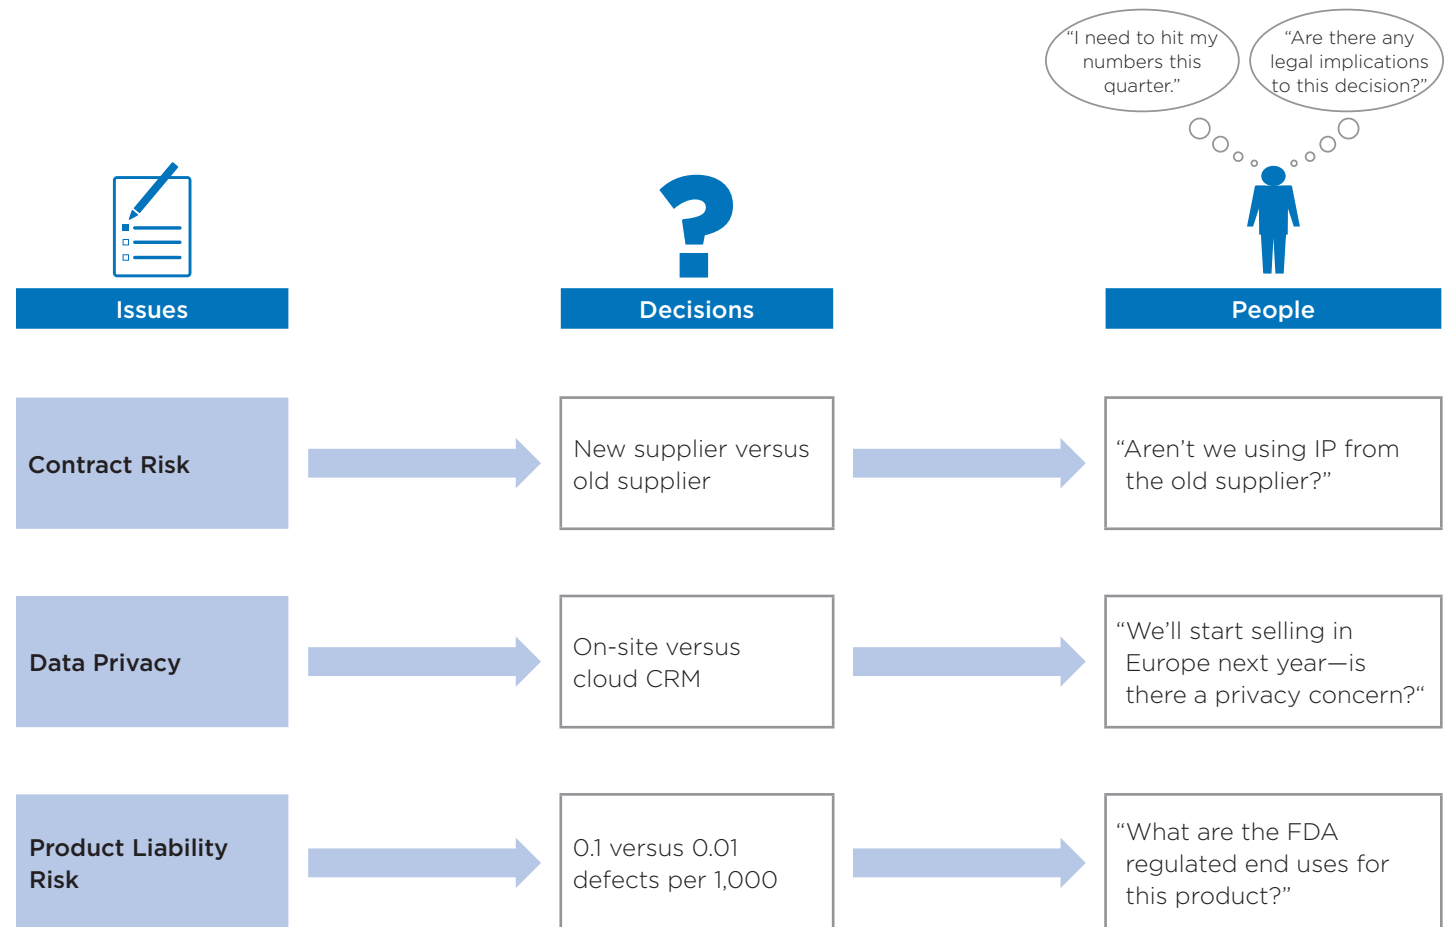 “I need to hit my
numbers this
quarter.”
“Are there any
legal implications
to this decision?”
Issues
Decisions
People
Contract Risk
New supplier versus
old supplier
“Aren’t we using IP from
the old supplier?”
Data Privacy
On-site versus
cloud CRM
“We’ll start selling in
Europe next year—is
there a privacy concern?“
Product Liability
Risk
0.1 versus 0.01
defects per 1,000
“What are the FDA
regulated end uses for
this product?”